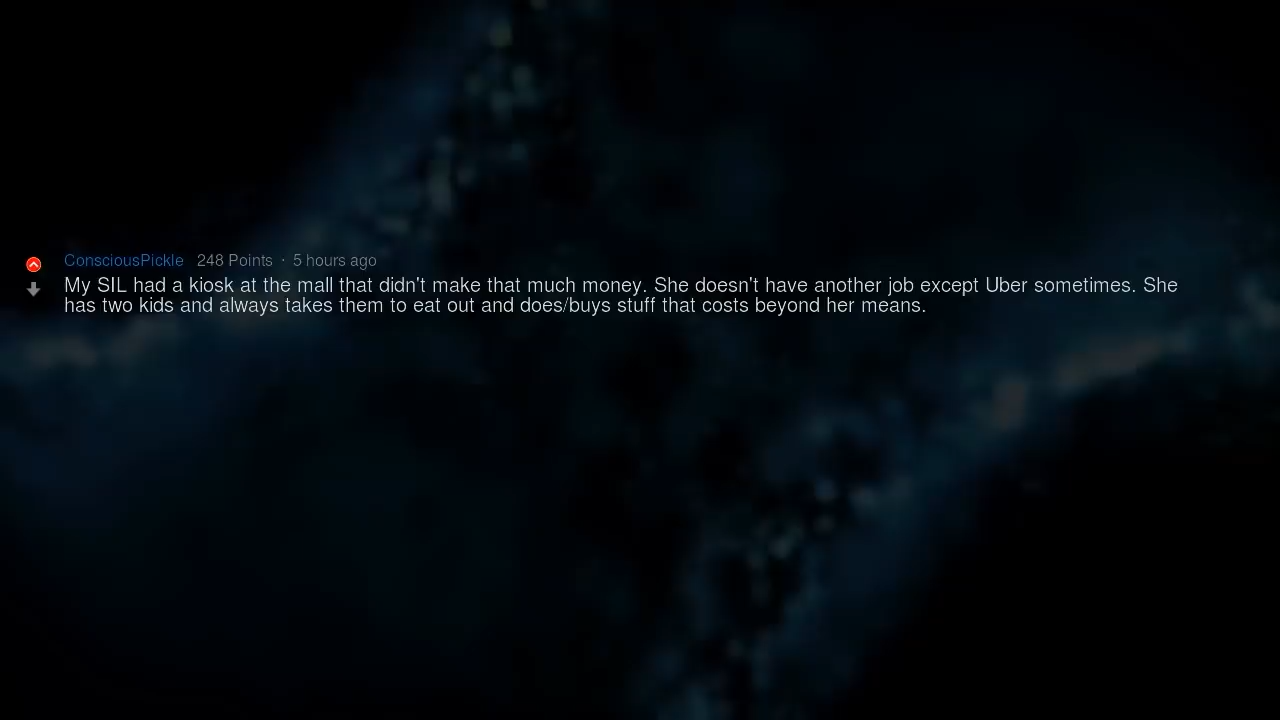 ConsciousPickle 248 Points · 5 hours ago
My SIL had a kiosk at the mall that didn't make that much money. She doesn't have another job except Uber sometimes. She
has two kids and always takes them to eat out and does/buys stuff that costs beyond her means.